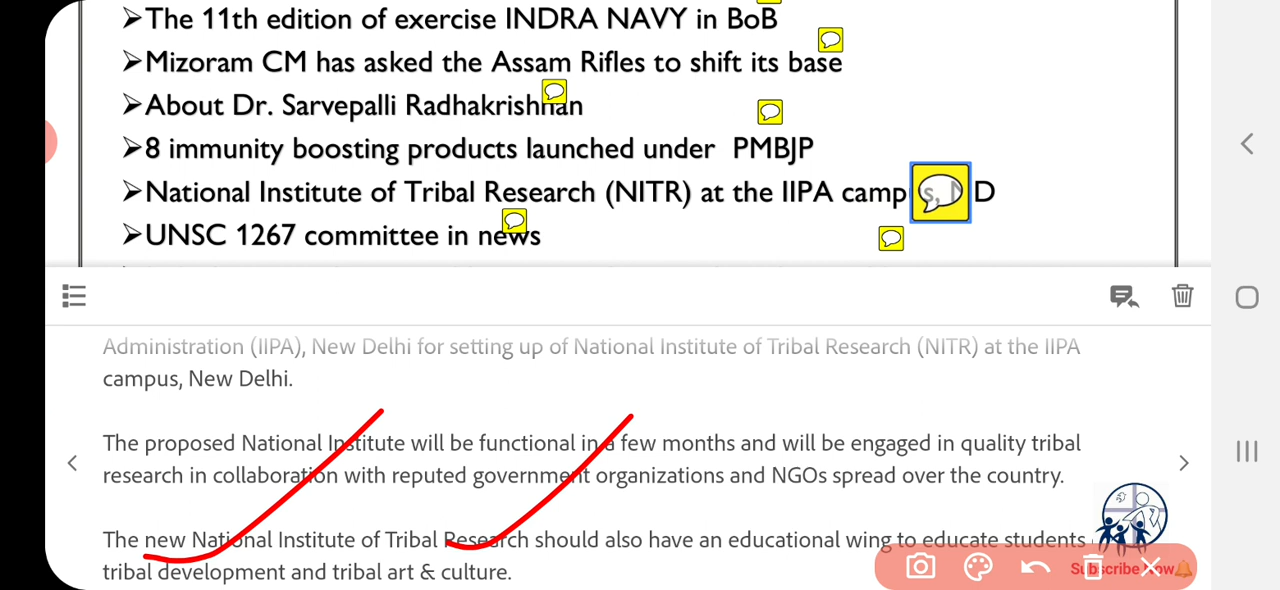 ➢The 11th edition of exercise INDRA NAVY in BoB
➢Mizoram CM has asked the Assam Rifles to shift its base
➢About Dr. Sarvepalli Radhakrishnan
➢8 immunity boosting products launched under PMBJP
➢National Institute of Tribal Research (NITR) at the IIPA campus, N D
➢UNSC 1267 committee in news
Administration (IIPA), New Delhi for setting up of National Institute of Tribal Research (NITR) at the IIPA
campus, New Delhi.
The proposed National Institute will be functional in a few months and will be engaged in quality tribal
research in collaboration with reputed government organizations and NGOs spread over the country.
The new National Institute of Tribal Research should also have an educational wing to educate students
tribal development and tribal art & culture.
Subscribe Now